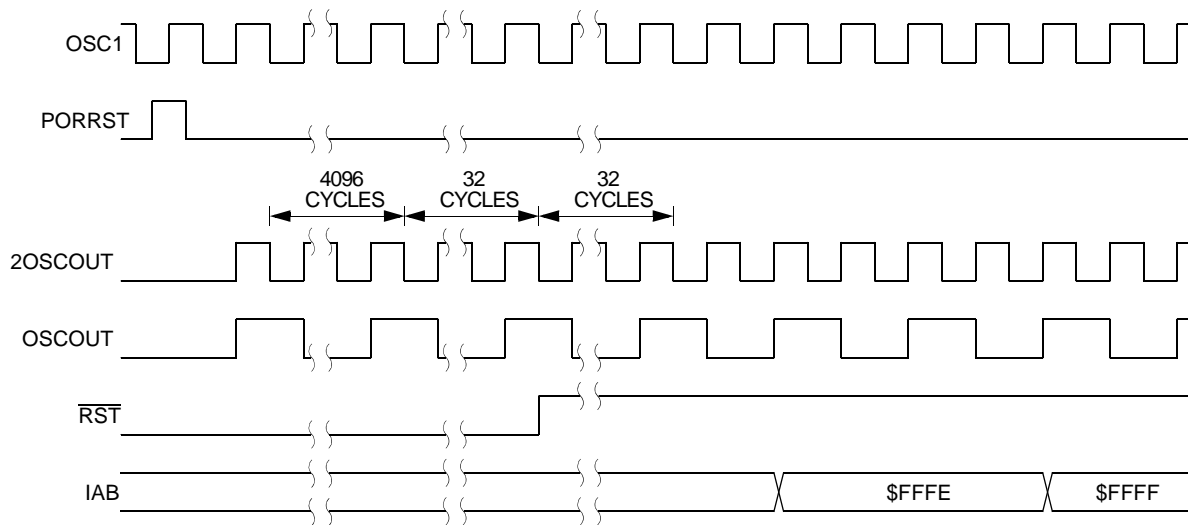 OSC1
PORRST
4096
CYCLES
32
CYCLES
32
CYCLES
2OSCOUT
OSCOUT
RST
IAB
$FFFE
$FFFF